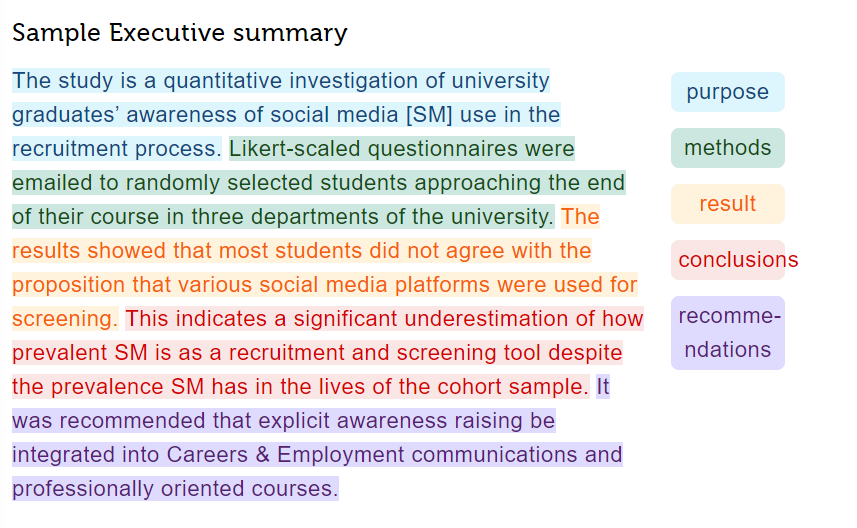 Sample Executive summary
The study is a quantitative investigation of university
graduates’ awareness of social media [SM] use in the
recruitment process. Likert-scaled questionnaires were
emailed to randomly selected students approaching the end
of their course in three departments of the university. The
results showed that most students did not agree with the
proposition that various social media platforms were used for
screening. This indicates a significant underestimation of how
prevalent SM is as a recruitment and screening tool despite
the prevalence SM has in the lives of the cohort sample. It
was recommended that explicit awareness raising be
integrated into Careers & Employment communications and
professionally oriented courses.
purpose
methods
result
conclusions
recomme-
ndations